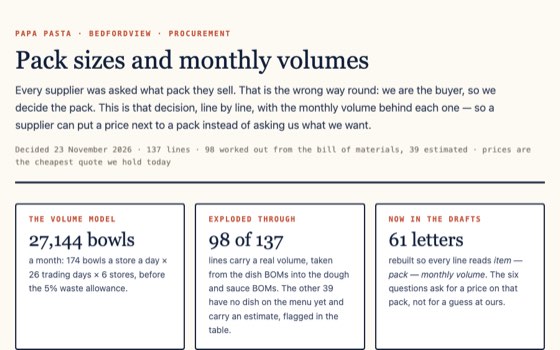 PAPA PASTA · BEDFORDVIEW · PROCUREMENT
Pack sizes and monthly volumes
Every supplier was asked what pack they sell. That is the wrong way round: we are the buyer, so we
decide the pack. This is that decision, line by line, with the monthly volume behind each one — so a
supplier can put a price next to a pack instead of asking us what we want.
Decided 23 November 2026 · 137 lines · 98 worked out from the bill of materials, 39 estimated · prices are
the cheapest quote we hold today
THE VOLUME MODEL
27,144 bowls
a month: 174 bowls a store a day ×
26 trading days × 6 stores, before
the 5% waste allowance.
EXPLODED THROUGH
98 of 137
lines carry a real volume, taken
from the dish BOMs into the dough
and sauce BOMs. The other 39
have no dish on the menu yet and
carry an estimate, flagged in the
table.
NOW IN THE DRAFTS
61 letters
rebuilt so every line reads item —
pack — monthly volume. The six
questions ask for a price on that
pack, not for a guess at ours.